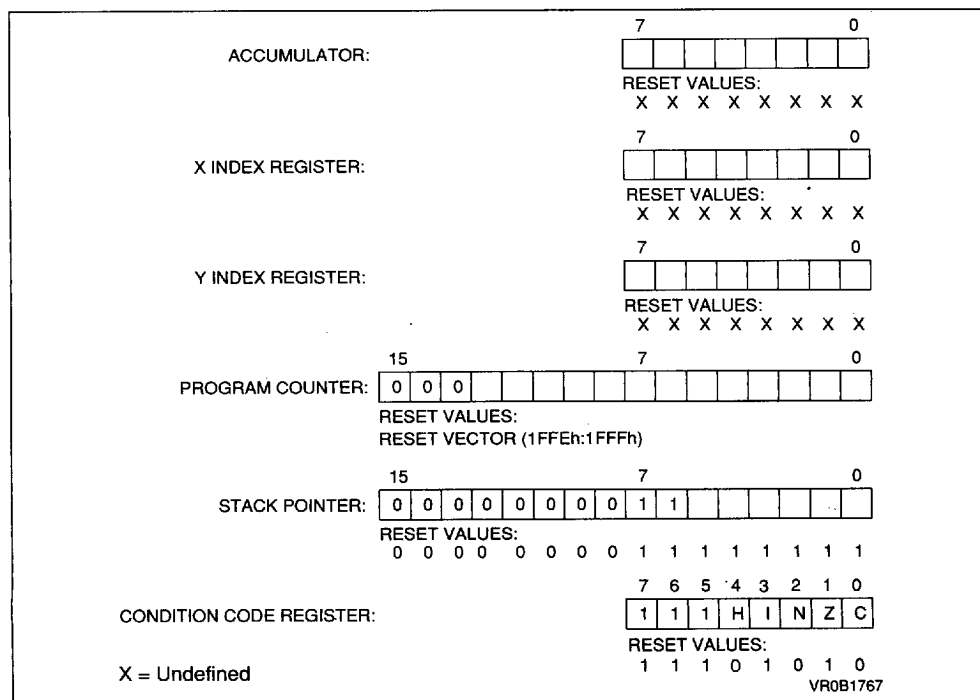 7 0
ACCUMULATOR:
RESET VALUES:
X X X X X X X X
7 0
X INDEX REGISTER:
RESET VALUES:
X X X X X X X X
7 0
Y INDEX REGISTER:
RESET VALUES:
X X X X X X X X
15 7 0
PROGRAM COUNTER: 0 0 0
RESET VALUES:
RESET VECTOR (1FFEh:1FFFh)
15 7 0
STACK POINTER: 0 0 0 0 0 0 0 0 1 1
RESET VALUES:
0 0 0 0 0 0 0 0 1 1 1 1 1 1 1 1
7 6 5 4 3 2 1 0
CONDITION CODE REGISTER: 1 1 1 H I N Z C
RESET VALUES:
1 1 1 0 1 0 1 0
X = Undefined
VR0B1767